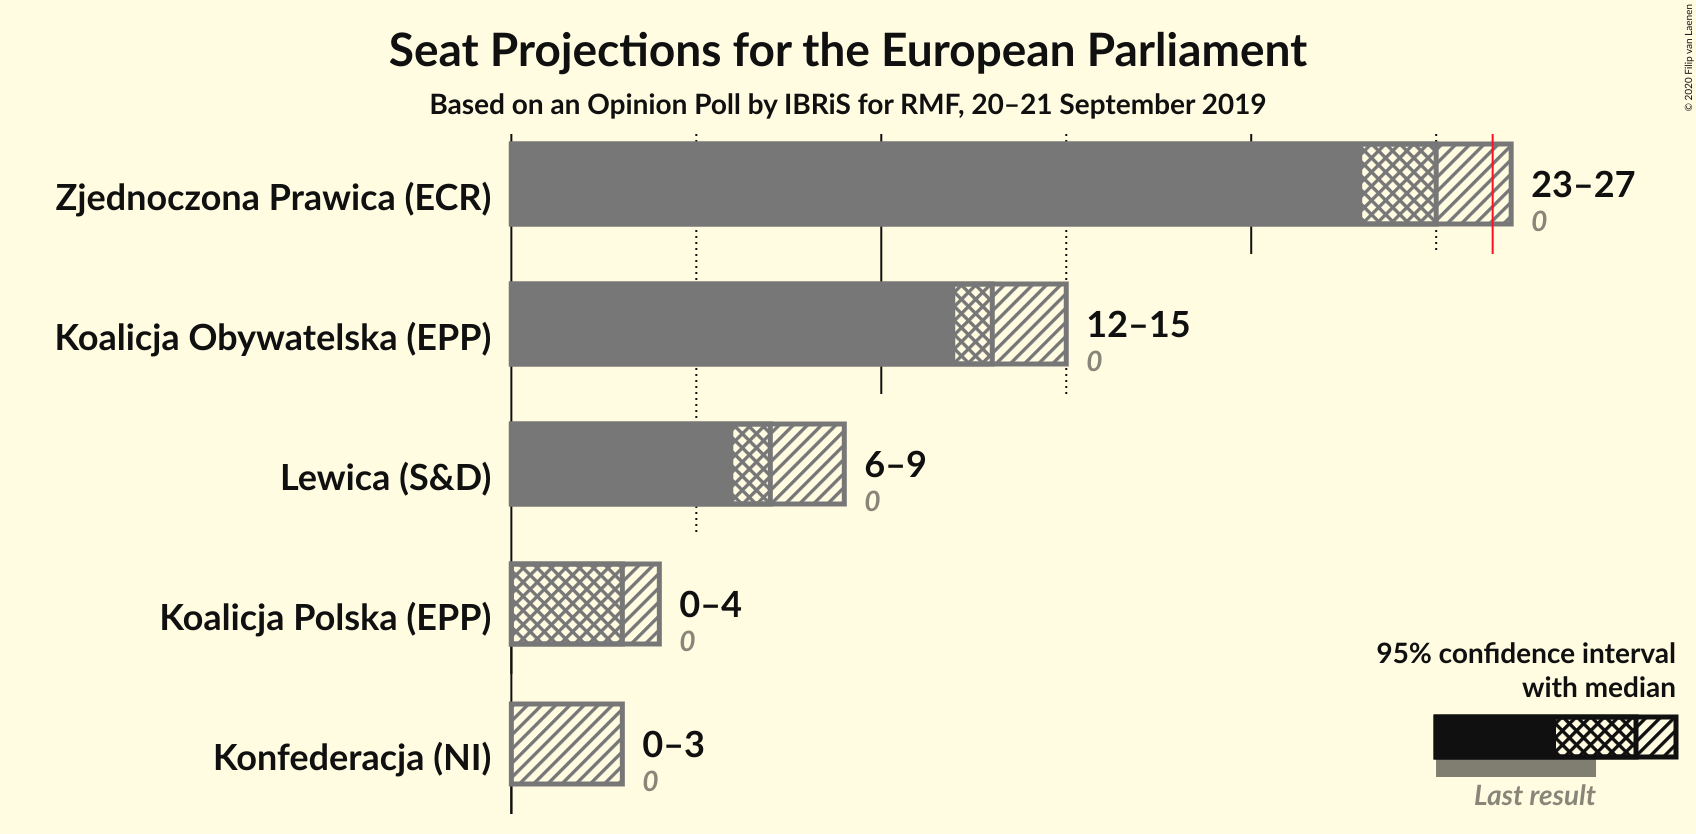 Seat Projections for the European Parliament
Based on an Opinion Poll by IBRiS for RMF, 20–21 September 2019
© 2020 Filip van Laenen
Zjednoczona Prawica (ECR)
23–27
0
Koalicja Obywatelska (EPP)
12–15
0
Lewica (S&D)
6–9
0
Koalicja Polska (EPP)
0–4
0
Konfederacja (NI)
0–3
0
95% confidence interval
with median
Last result